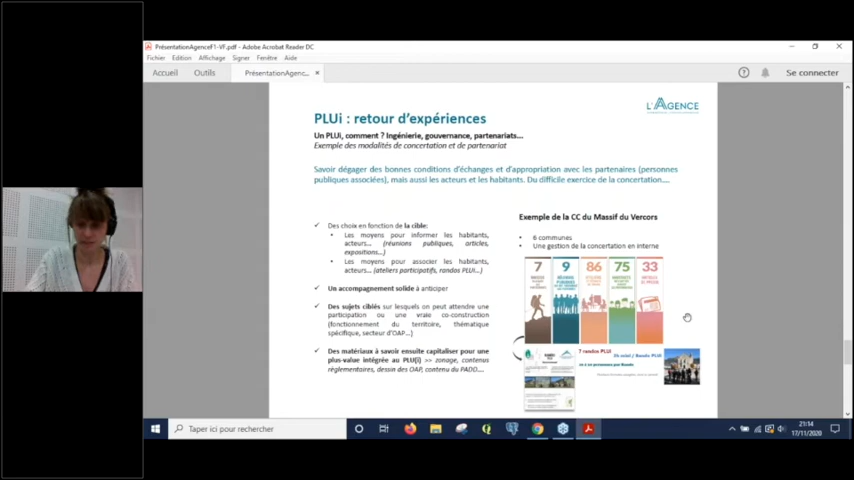 PrésentationAgenceF1-VF.pdf - Adobe Acrobat Reader DC
Fichier Edition Affichage Signer Fenêtre Aide
Accueil Outils PrésentationAgenc... × Se connecter
L'AGENCE
PLUi : retour d'expériences
Un PLUi, comment ? Ingénierie, gouvernance, partenariats...
Exemple des modalités de concertation et de partenariat
Savoir dégager des bonnes conditions d'échanges et d'appropriation avec les partenaires (personnes
publiques associées), mais aussi les acteurs et les habitants. Du difficile exercice de la concertation....
✓ Des choix en fonction de la cible:
• Les moyens pour informer les habitants,
acteurs... (réunions publiques, articles,
expositions...)
• Les moyens pour associer les habitants,
acteurs... (ateliers participatifs, randos PLUi...)
✓ Un accompagnement solide à anticiper
✓ Des sujets ciblés sur lesquels on peut attendre une
participation ou une vraie co-construction
(fonctionnement du territoire, thématique
spécifique, secteur d'OAP...)
✓ Des matériaux à savoir ensuite capitaliser pour une
plus-value intégrée au PLU(i) >> zonage, contenus
règlementaires, dessin des OAP, contenu du PADD....
Exemple de la CC du Massif du Vercors
• 6 communes
• Une gestion de la concertation en interne
7 9 86 75 33
7 randos PLUi
Taper ici pour rechercher
21:14
17/11/2020